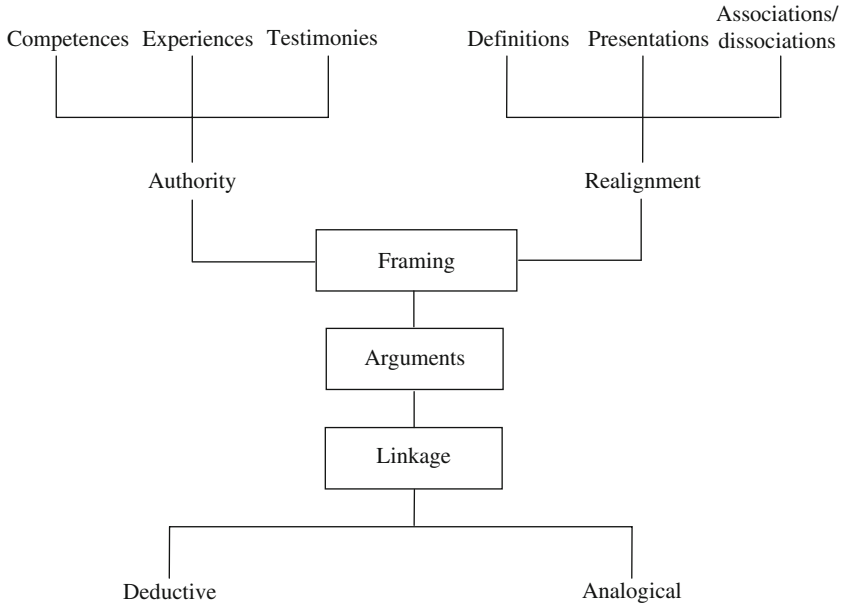 Competences
Experiences
Testimonies
Definitions
Presentations
Associations/
dissociations
Authority
Realignment
Framing
Arguments
Linkage
Deductive
Analogical